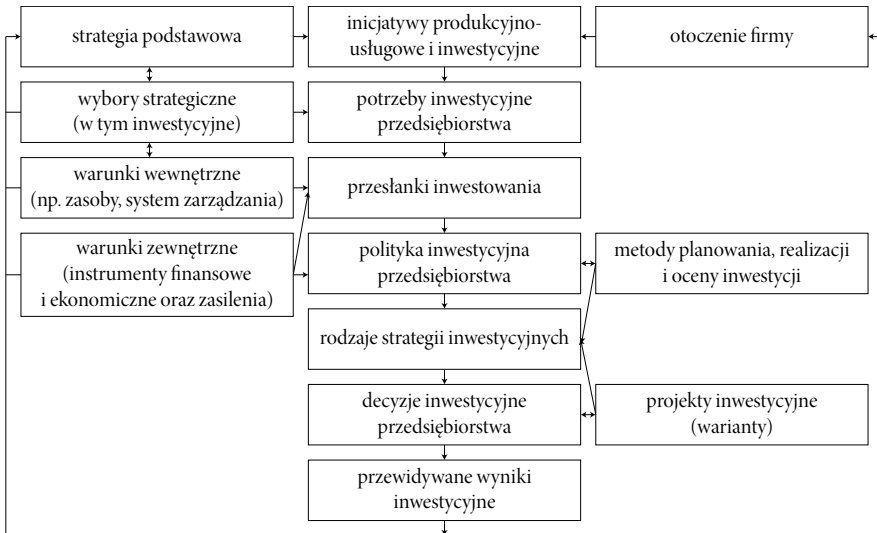 strategia podstawowa
inicjatywy produkcyjno-
usługowe i inwestycyjne
otoczenie firmy
wybory strategiczne
(w tym inwestycyjne)
potrzeby inwestycyjne
przedsiębiorstwa
warunki wewnętrzne
(np. zasoby, system zarządzania)
przesłanki inwestowania
warunki zewnętrzne
(instrumenty finansowe
i ekonomiczne oraz zasilenia)
polityka inwestycyjna
przedsiębiorstwa
metody planowania, realizacji
i oceny inwestycji
rodzaje strategii inwestycyjnych
decyzje inwestycyjne
przedsiębiorstwa
projekty inwestycyjne
(warianty)
przewidywane wyniki
inwestycyjne